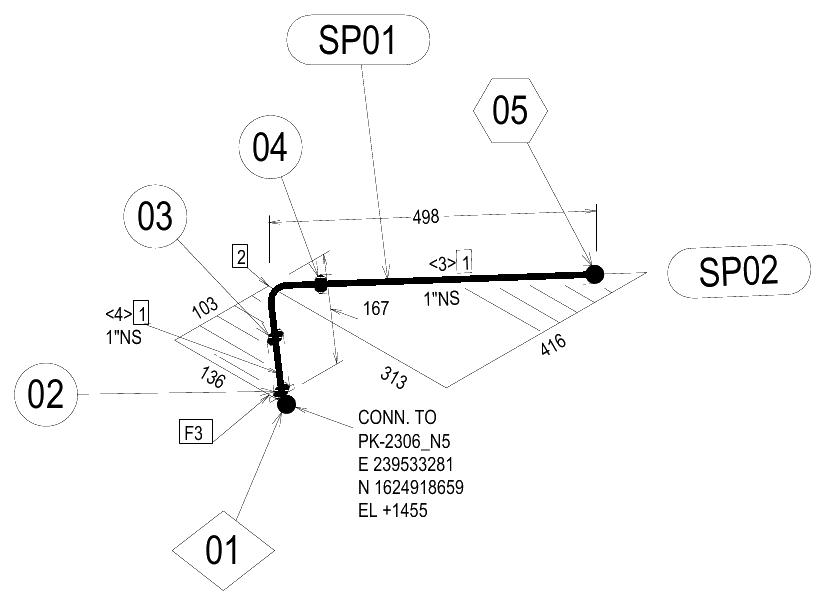 SP01
05
04
03
498
2
<3> 1
SP02
103
1"NS
<4> 1
167
1"NS
416
136
313
02
F3
CONN. TO
PK-2306_N5
E 239533281
N 1624918659
EL +1455
01